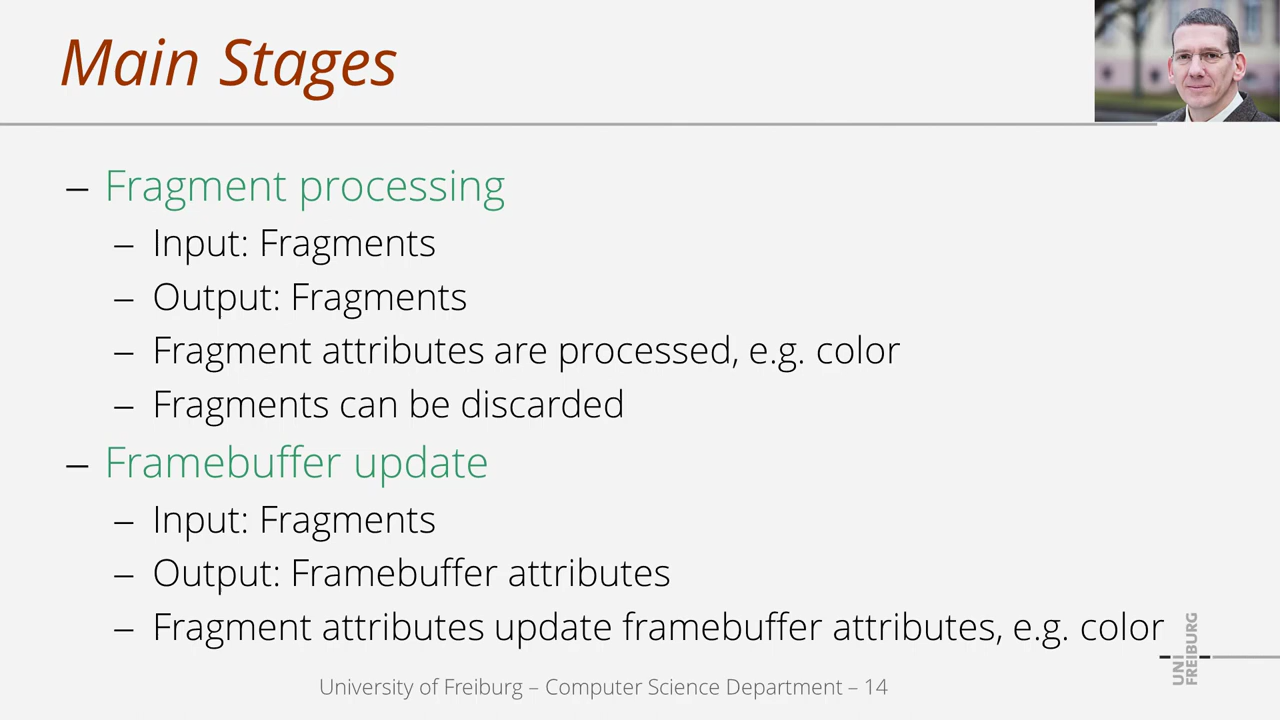 Main Stages
– Fragment processing
– Input: Fragments
– Output: Fragments
– Fragment attributes are processed, e.g. color
– Fragments can be discarded
– Framebuffer update
– Input: Fragments
– Output: Framebuffer attributes
– Fragment attributes update framebuffer attributes, e.g. color
University of Freiburg – Computer Science Department – 14
UNI
FREIBURG